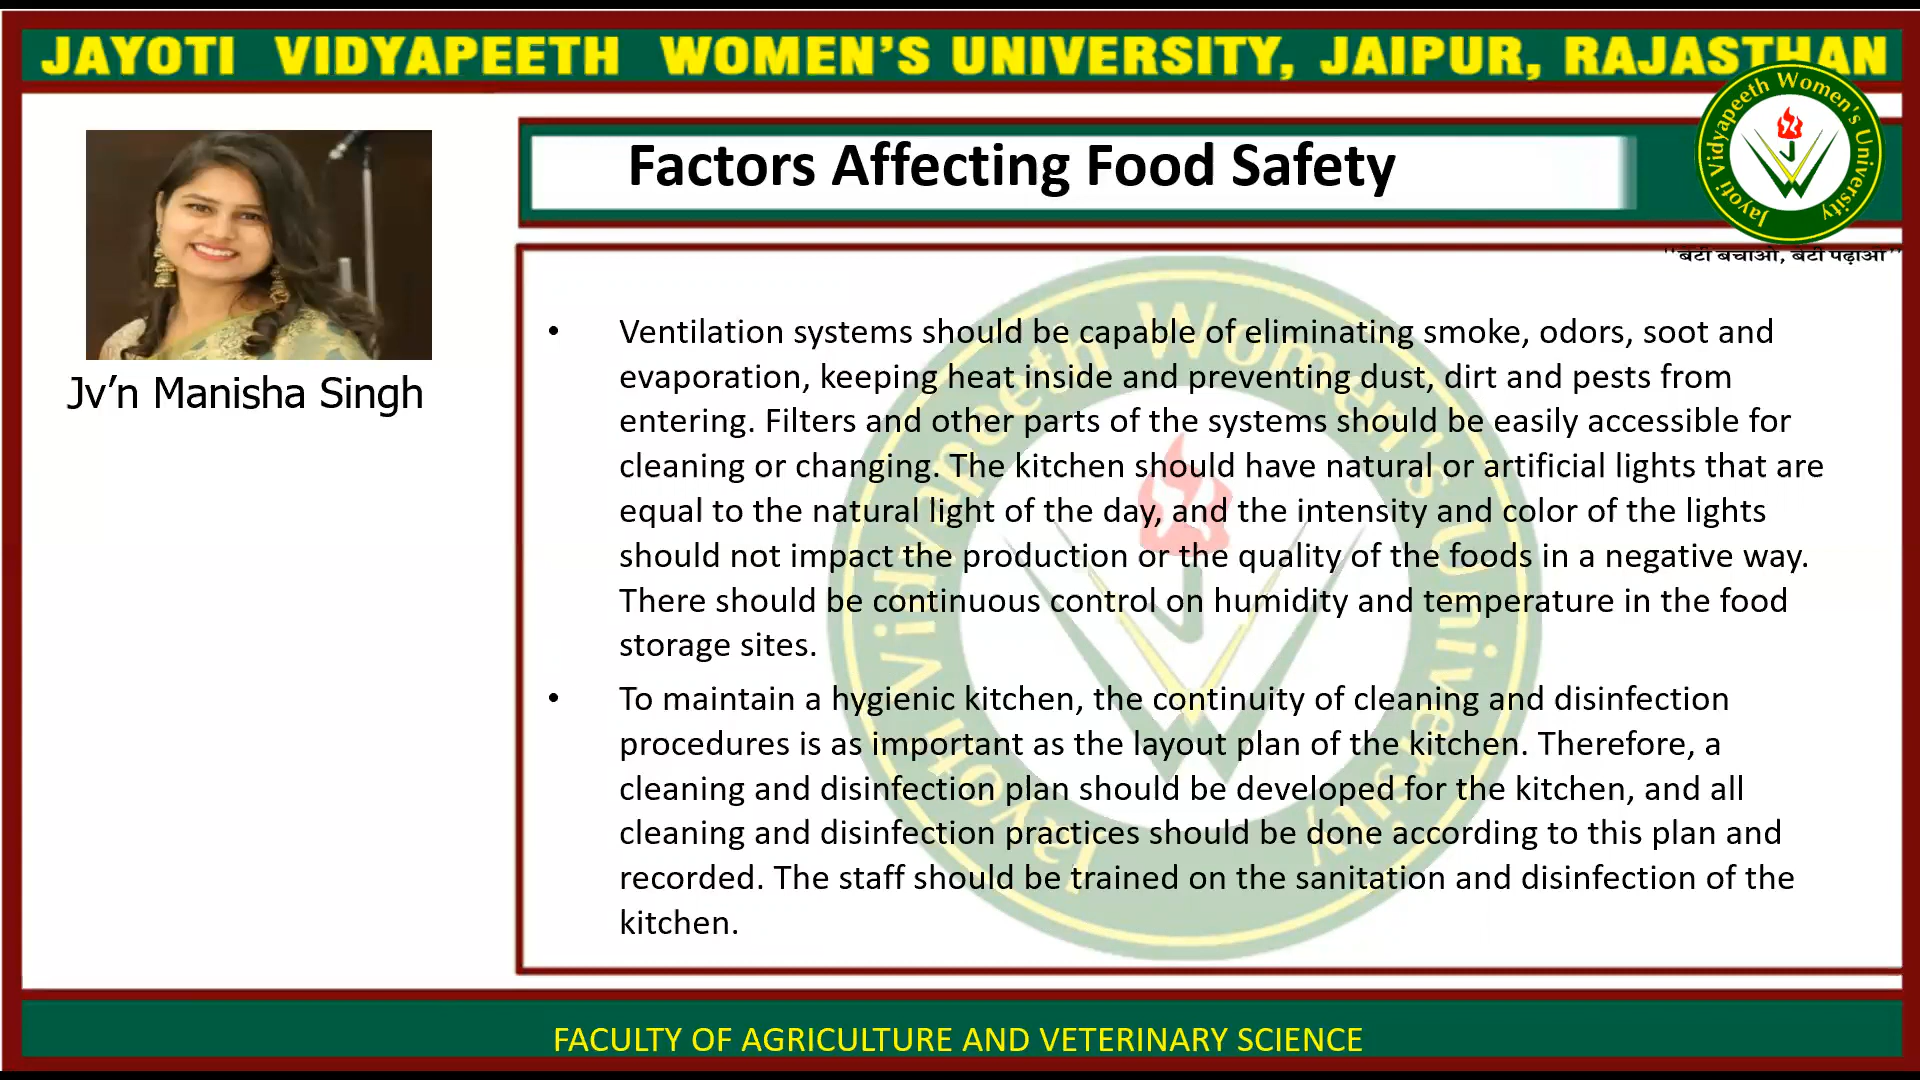 JAYOTI VIDYAPEETH WOMEN'S UNIVERSITY, JAIPUR, RAJASTHAN
Jayoti Vidyapeeth Women's University
Factors Affecting Food Safety
Jv’n Manisha Singh
"बेटी बचाओ, बेटी पढ़ाओ"
• Ventilation systems should be capable of eliminating smoke, odors, soot and
evaporation, keeping heat inside and preventing dust, dirt and pests from
entering. Filters and other parts of the systems should be easily accessible for
cleaning or changing. The kitchen should have natural or artificial lights that are
equal to the natural light of the day, and the intensity and color of the lights
should not impact the production or the quality of the foods in a negative way.
There should be continuous control on humidity and temperature in the food
storage sites.
• To maintain a hygienic kitchen, the continuity of cleaning and disinfection
procedures is as important as the layout plan of the kitchen. Therefore, a
cleaning and disinfection plan should be developed for the kitchen, and all
cleaning and disinfection practices should be done according to this plan and
recorded. The staff should be trained on the sanitation and disinfection of the
kitchen.
Jayoti Vidyapeeth Women's University
FACULTY OF AGRICULTURE AND VETERINARY SCIENCE